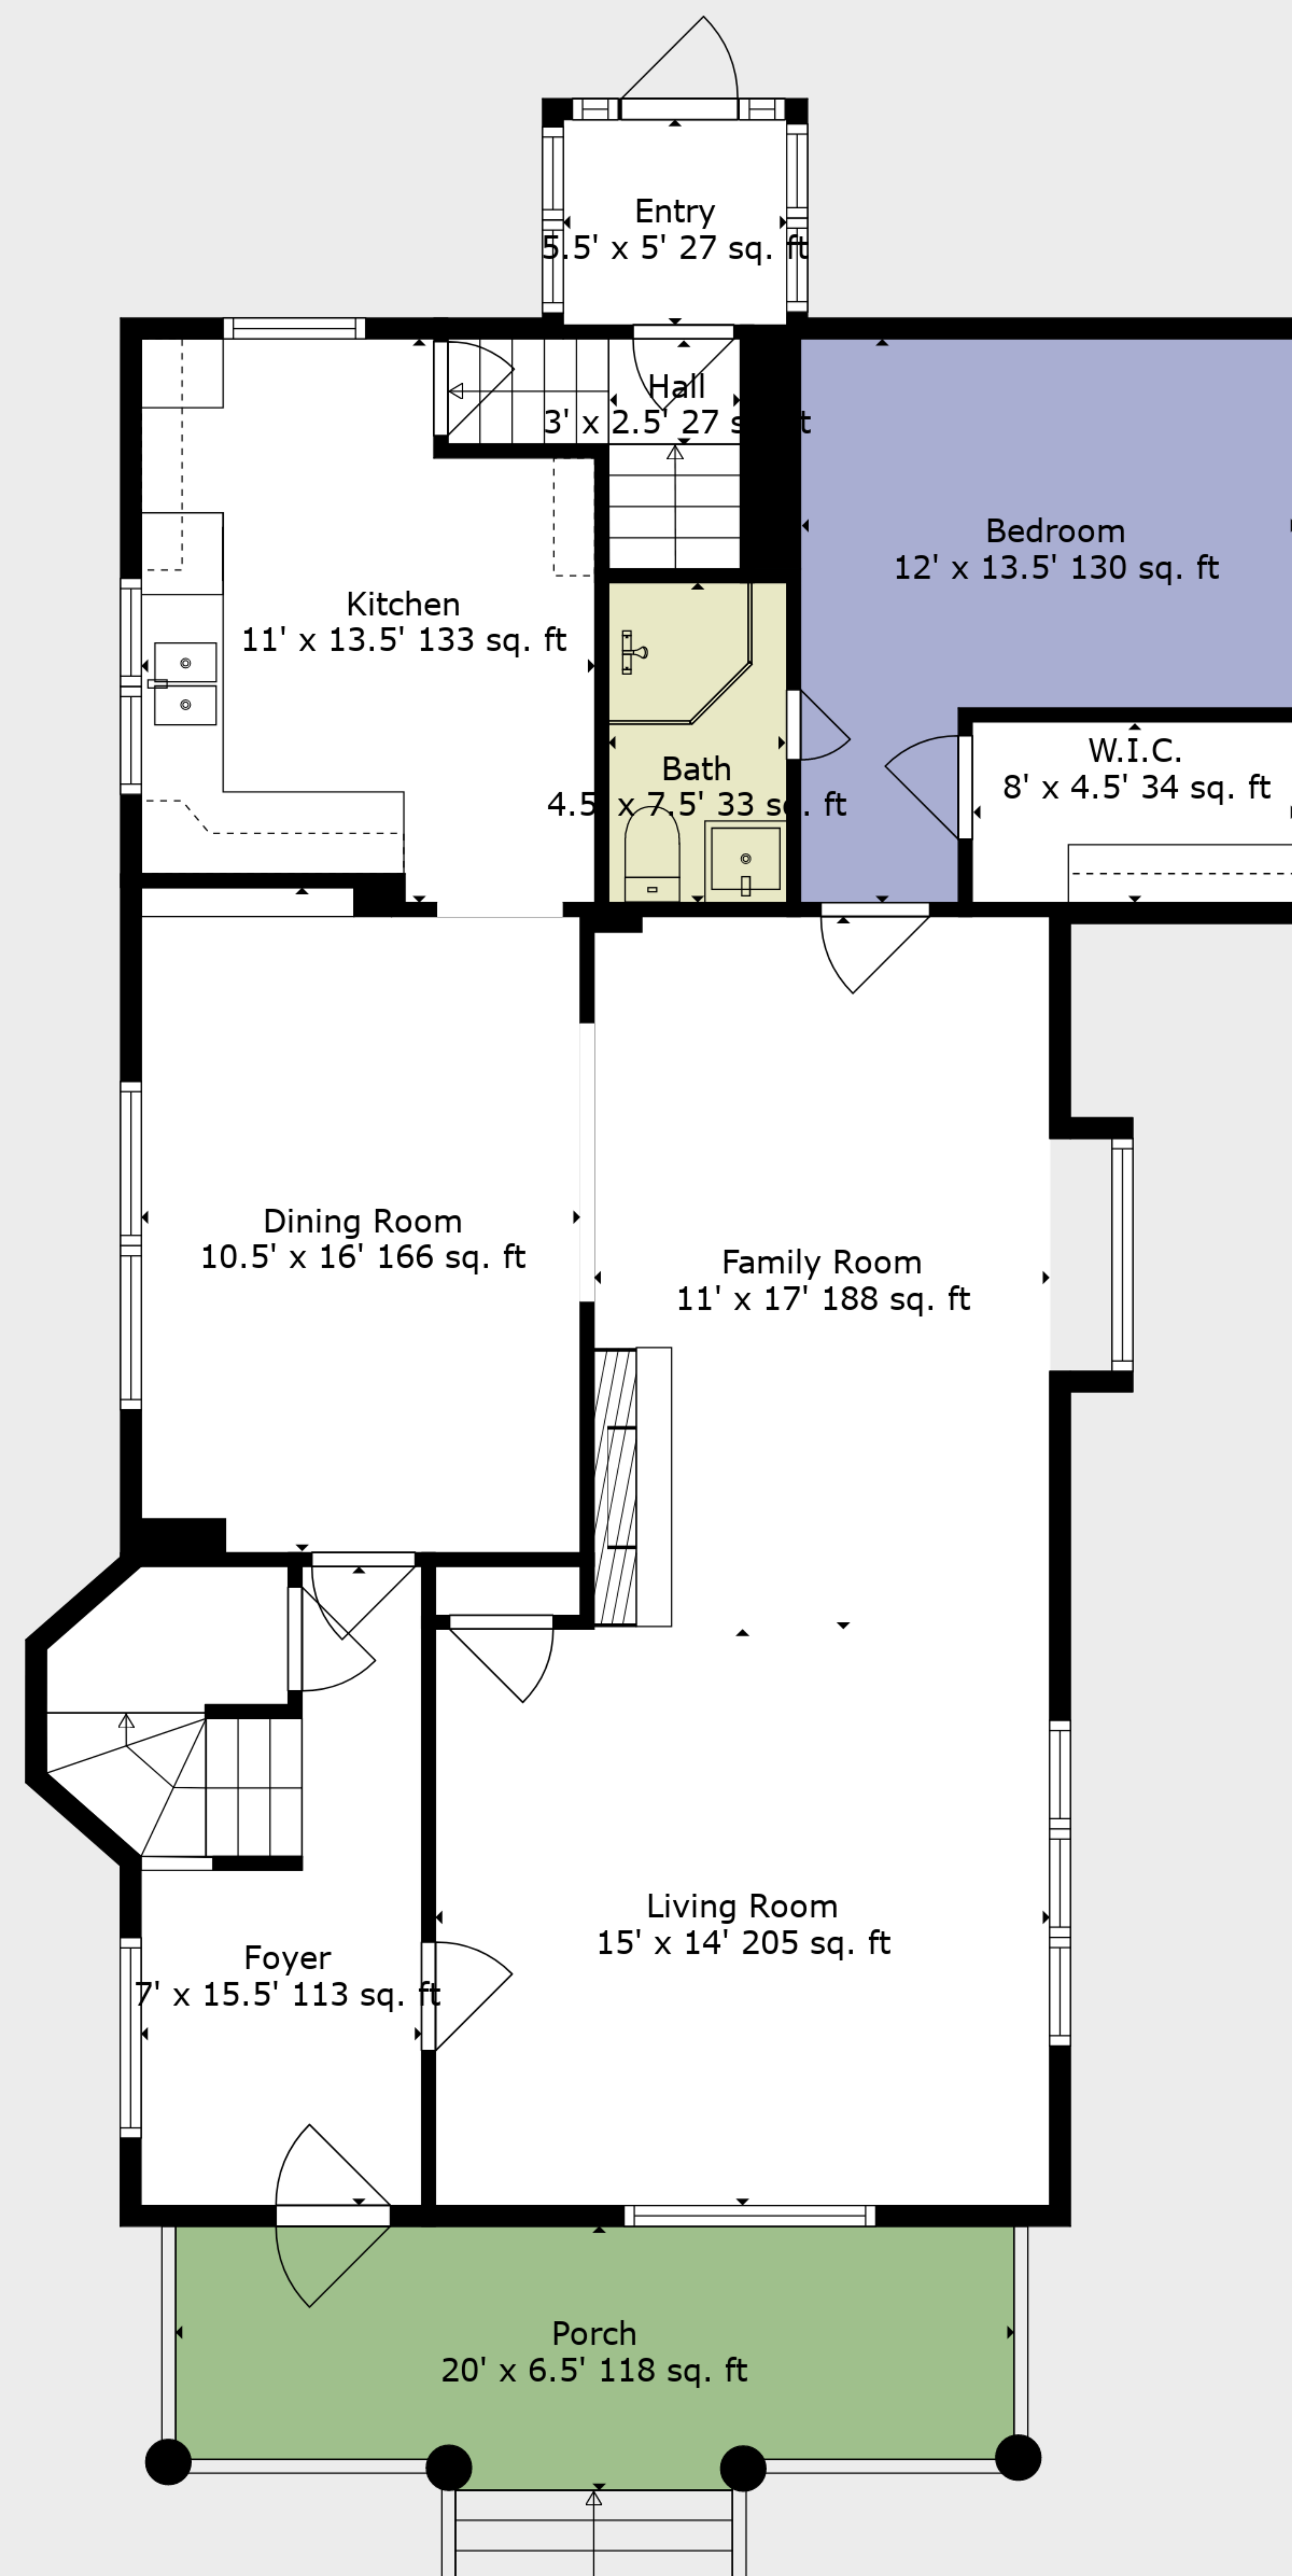 Entry
5.5' x 5' 27 sq. ft
Hall
3' x 2.5' 27 s t
Bedroom
12' x 13.5' 130 sq. ft
Kitchen
11' x 13.5' 133 sq. ft
W.I.C.
8' x 4.5' 34 sq. ft
Bath
4.5 x 7.5' 33 sq. ft
Dining Room
10.5' x 16' 166 sq. ft
Family Room
11' x 17' 188 sq. ft
Living Room
15' x 14' 205 sq. ft
Foyer
7' x 15.5' 113 sq. ft
Porch
20' x 6.5' 118 sq. ft